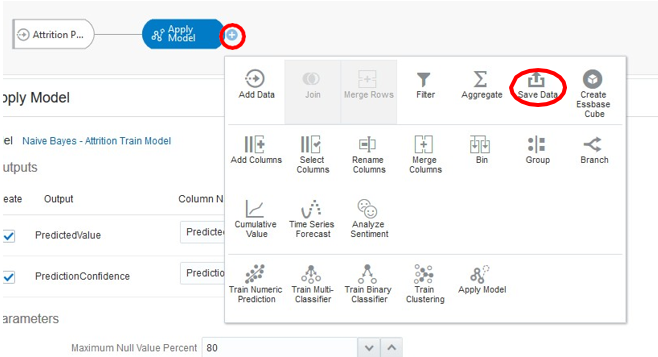 Attrition P...
Apply Model
Add Data
Join
Merge Rows
Filter
Aggregate
Save Data
Create Essbase Cube
pply Model
el Naive Bayes - Attrition Train Model
Add Columns
Select Columns
Rename Columns
Merge Columns
Bin
Group
Branch
utputs
eate Output Column N
Cumulative Value
Time Series Forecast
Analyze Sentiment
PredictedValue Predicte
PredictionConfidence Predictio
Train Numeric Prediction
Train Multi-Classifier
Train Binary Classifier
Train Clustering
Apply Model
arameters
Maximum Null Value Percent 80